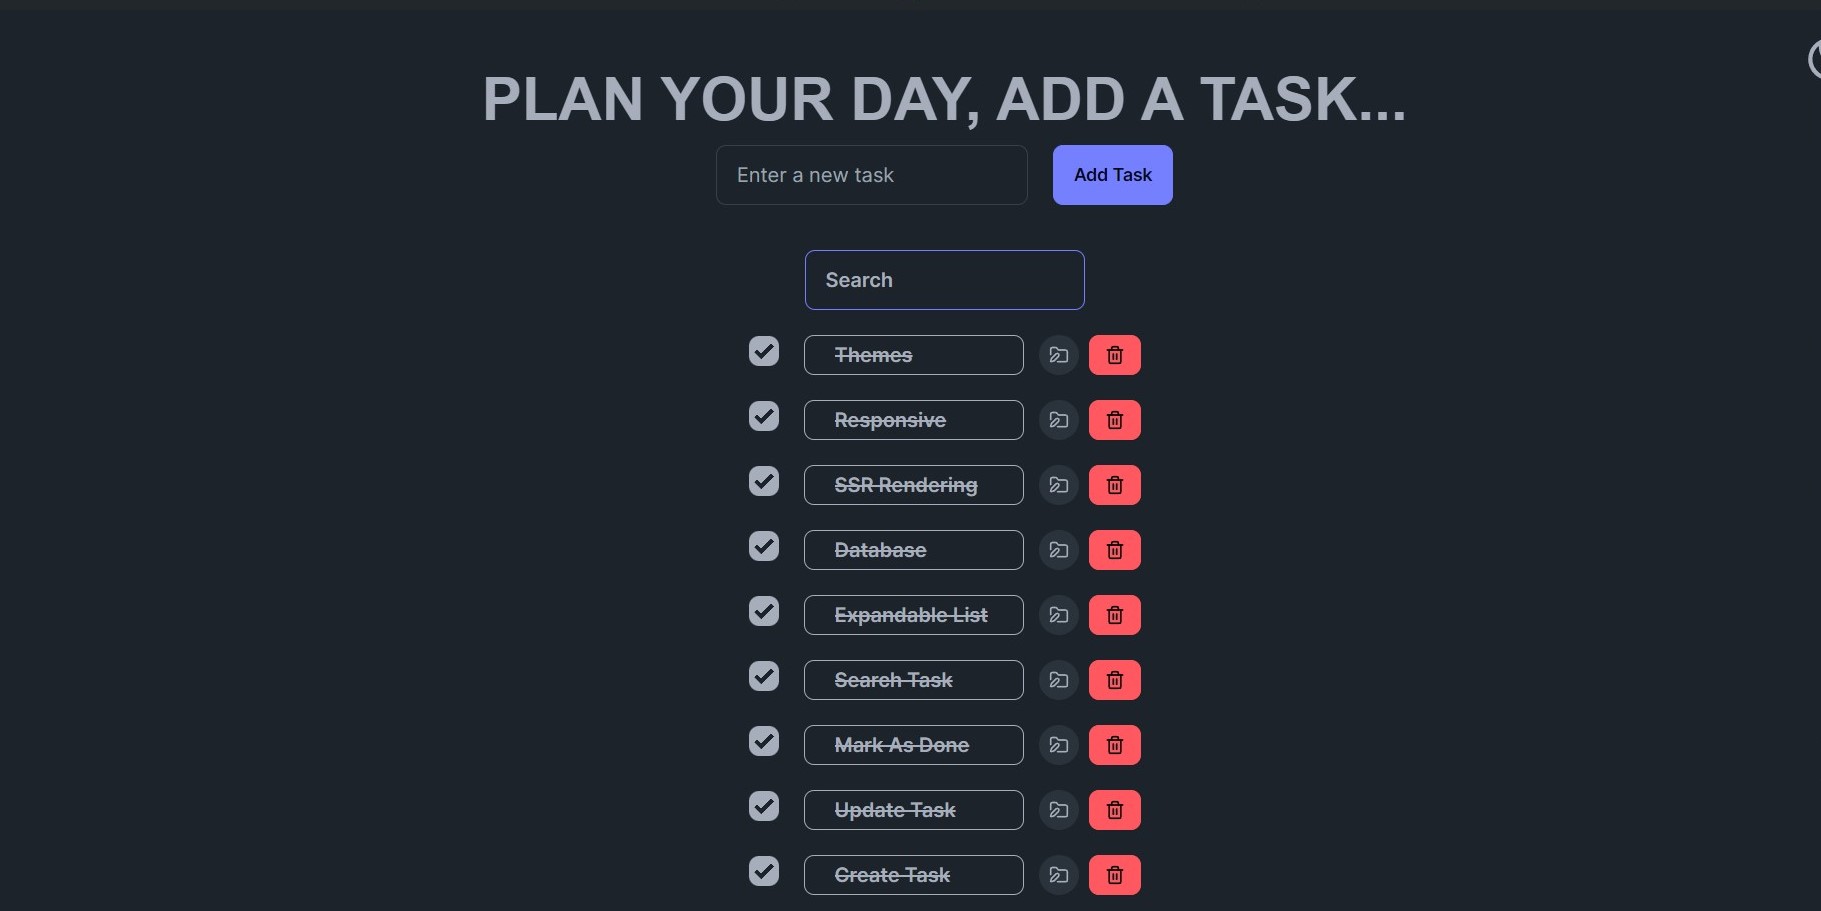 PLAN YOUR DAY, ADD A TASK...
Enter a new task
Add Task
Search
Themes
Responsive
SSR Rendering
Database
Expandable List
Search Task
Mark As Done
Update Task
Create Task